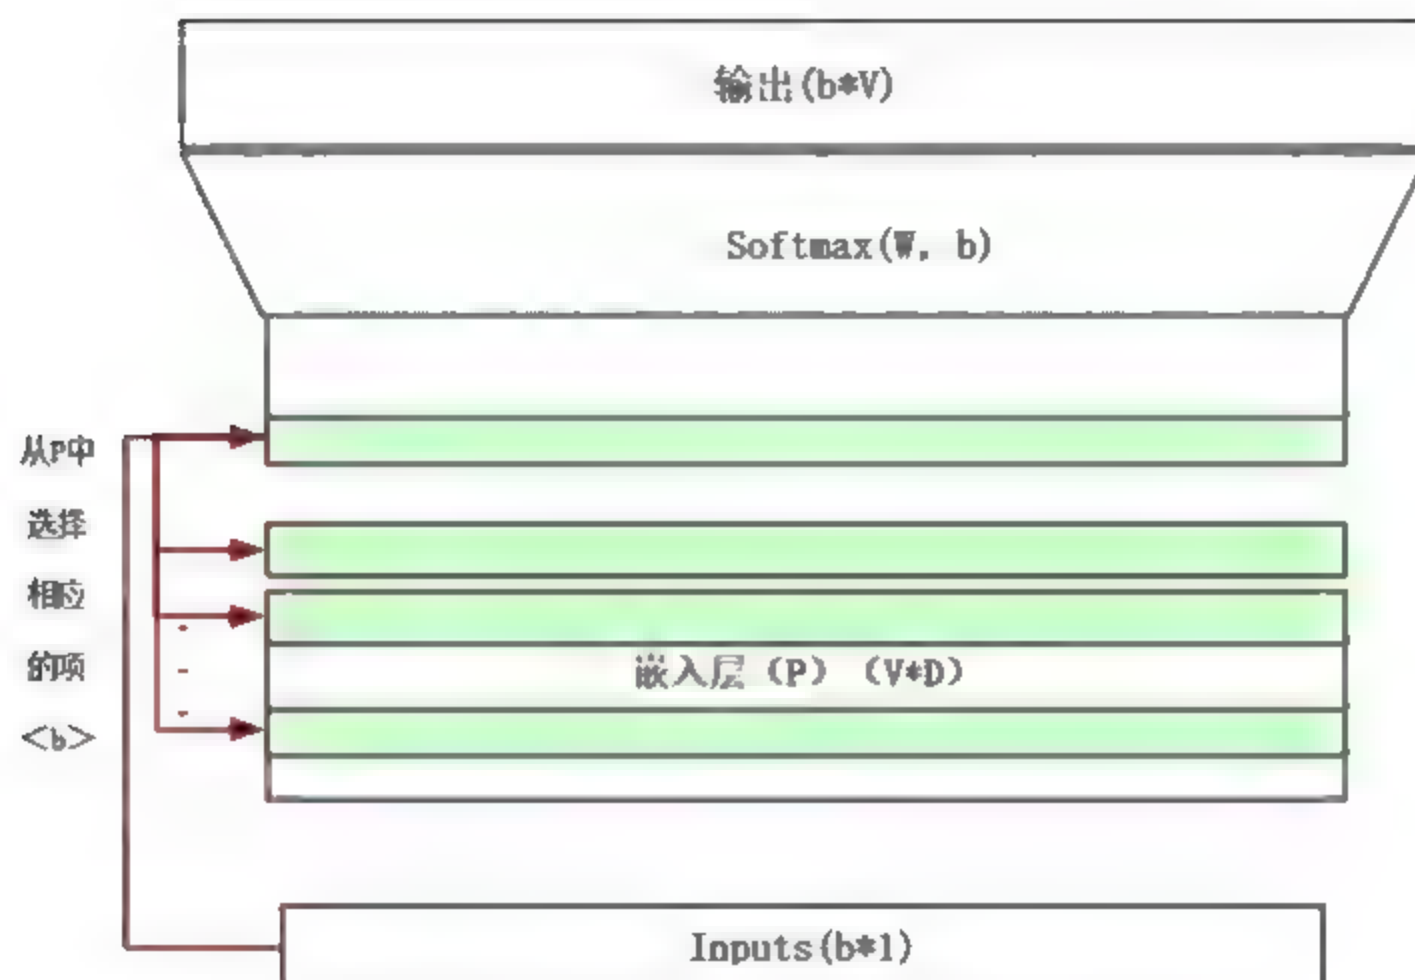 输出(b*V)
Softmax(W, b)
从P中
选择
相应
的项
<b>
嵌入层（P）（V*D）
Inputs(b*1)